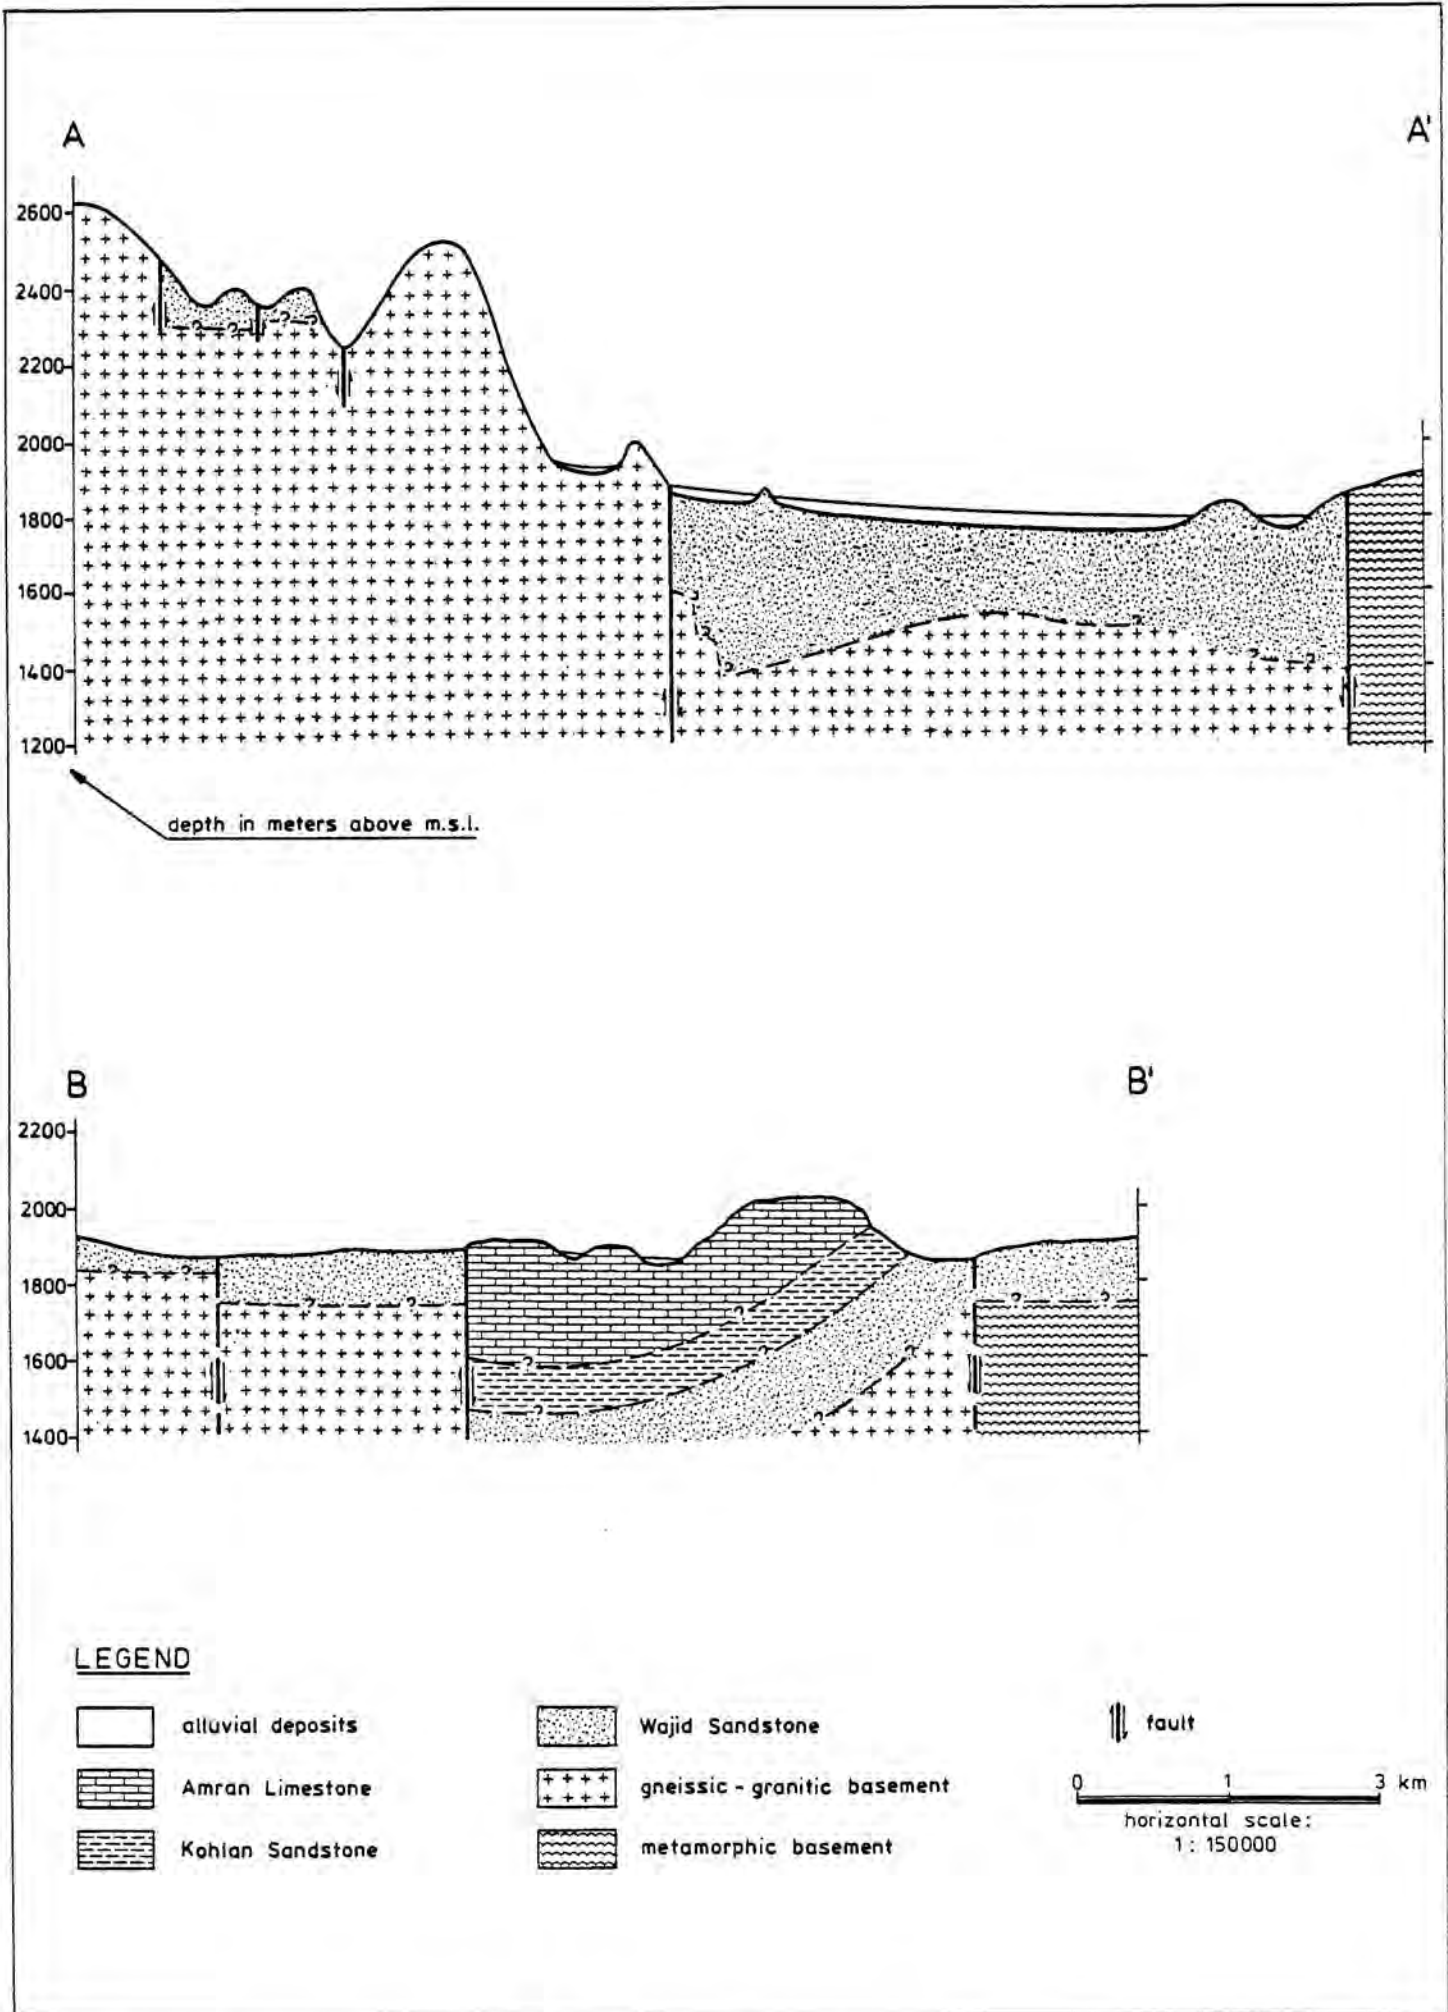 A A'
2600
2400
2200
2000
1800
1600
1400
1200
? ? ? ?
? ? ? ? ?
depth in meters above m.s.l.
B B'
2200
2000
1800
1600
1400
? ? ? ? ? ?
? ? ?
? ?
LEGEND
alluvial deposits Wajid Sandstone fault
Amran Limestone gneissic - granitic basement 0 1 3 km
Kohlan Sandstone metamorphic basement horizontal scale:
1 : 150000